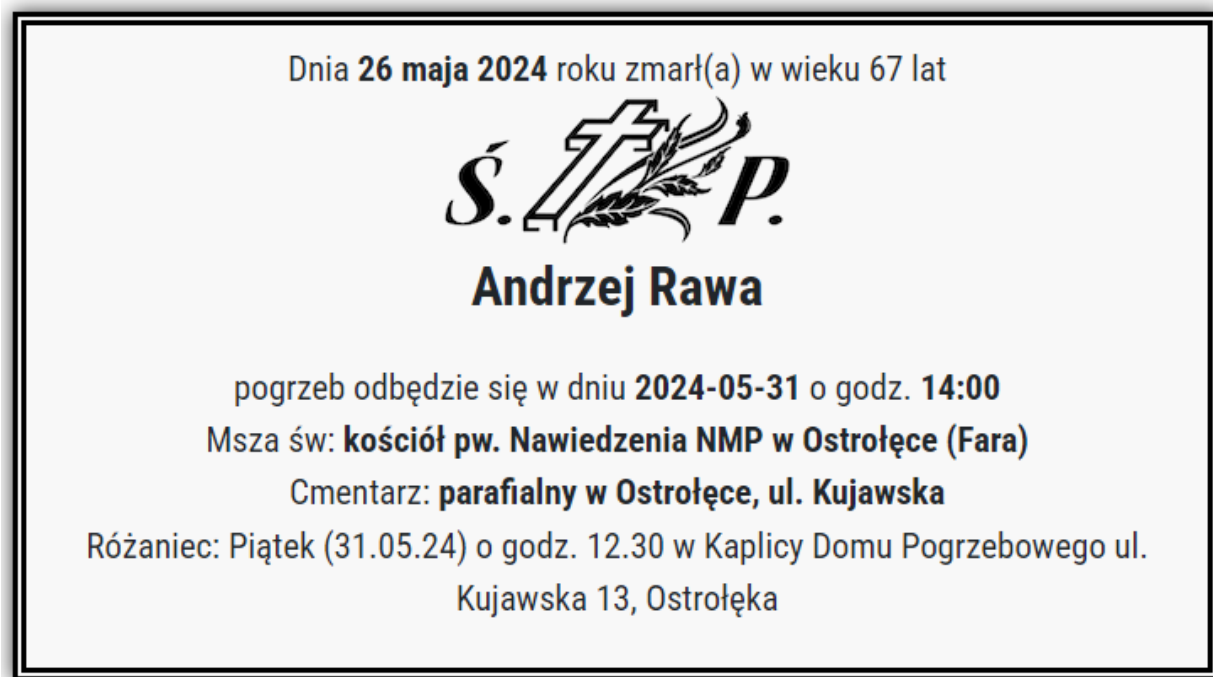 Dnia 26 maja 2024 roku zmarł(a) w wieku 67 lat
Ś. P.
Andrzej Rawa
pogrzeb odbędzie się w dniu 2024-05-31 o godz. 14:00
Msza św: kościół pw. Nawiedzenia NMP w Ostrołęce (Fara)
Cmentarz: parafialny w Ostrołęce, ul. Kujawska
Różaniec: Piątek (31.05.24) o godz. 12.30 w Kaplicy Domu Pogrzebowego ul.
Kujawska 13, Ostrołęka